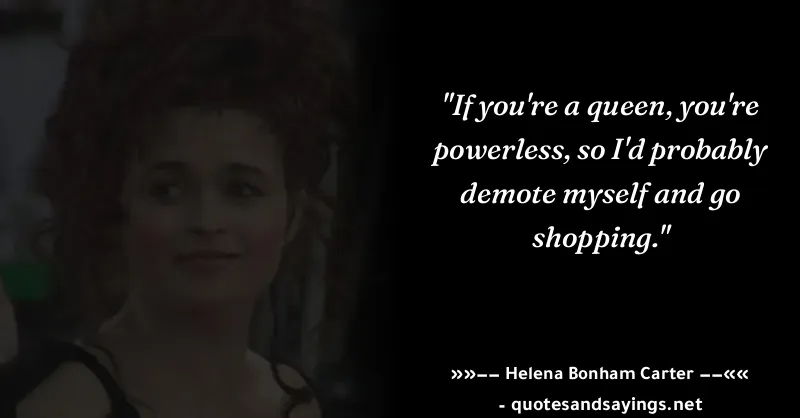 "If you're a queen, you're
powerless, so I'd probably
demote myself and go
shopping."
»»−− Helena Bonham Carter −−««
- quotesandsayings.net